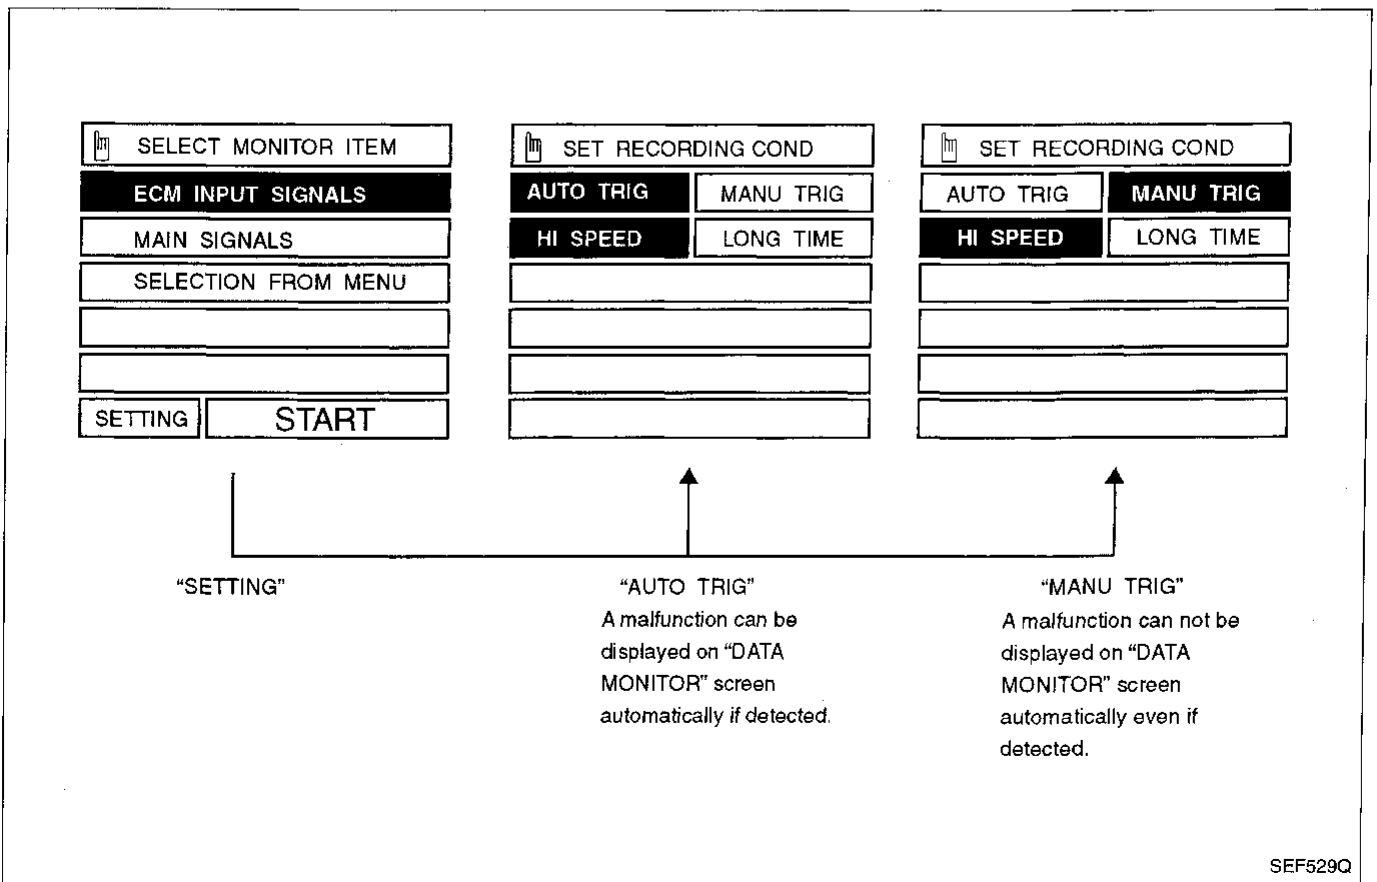 SELECT MONITOR ITEM
ECM INPUT SIGNALS
MAIN SIGNALS
SELECTION FROM MENU
SETTING START
SET RECORDING COND
AUTO TRIG MANU TRIG
HI SPEED LONG TIME
SET RECORDING COND
AUTO TRIG MANU TRIG
HI SPEED LONG TIME
“SETTING”
“AUTO TRIG”
A malfunction can be
displayed on “DATA
MONITOR” screen
automatically if detected.
“MANU TRIG”
A malfunction can not be
displayed on “DATA
MONITOR” screen
automatically even if
detected.
SEF529Q